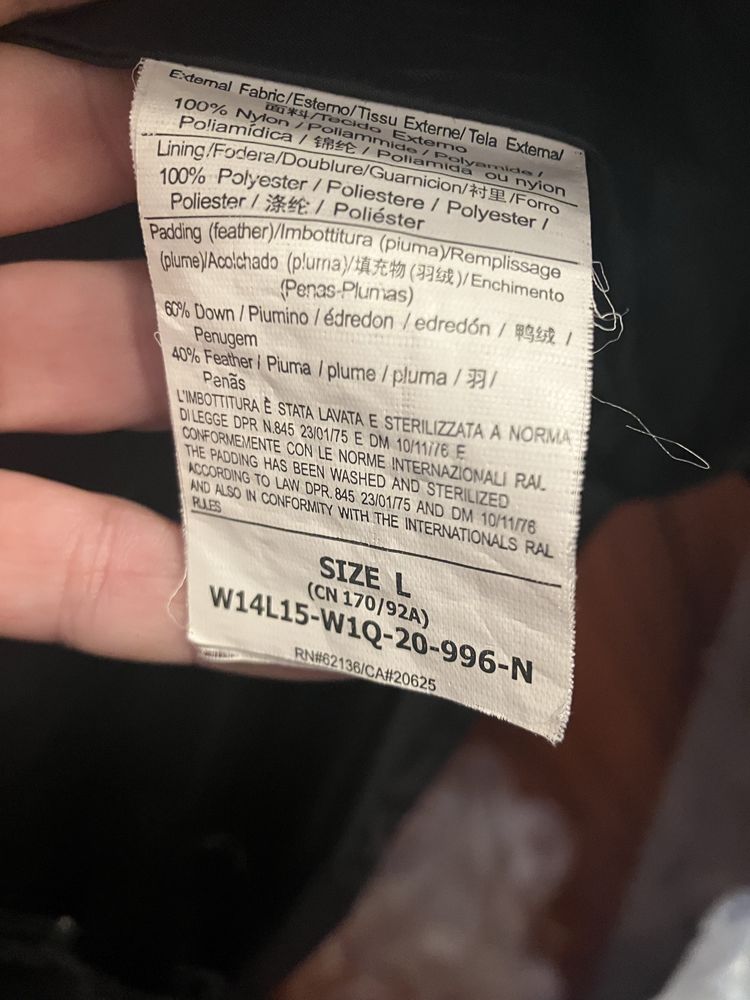 External Fabric/Esterno/Tissu Externe/Tela Externa/
面料/Tecido Externo
100% Nylon / Poliammide / Polyamide /
Poliamídica / 锦纶 / Poliamida ou nylon
Lining/Fodera/Doublure/Guarnicion/衬里/Forro
100% Polyester / Poliestere / Polyester /
Poliester / 涤纶 / Poliéster
Padding (feather)/Imbottitura (piuma)/Remplissage
(plume)/Acolchado (pluma)/填充物(羽绒)/Enchimento
(Penas-Plumas)
60% Down / Piumino / édredon / edredón / 鸭绒 /
Penugem
40% Feather / Piuma / plume / pluma / 羽/
Penãs
L'IMBOTTITURA È STATA LAVATA E STERILIZZATA A NORMA
DI LEGGE DPR N.845 23/01/75 E DM 10/11/76 E
CONFORMEMENTE CON LE NORME INTERNAZIONALI RAL
THE PADDING HAS BEEN WASHED AND STERILIZED
ACCORDING TO LAW DPR. 845 23/01/75 AND DM 10/11/76
AND ALSO IN CONFORMITY WITH THE INTERNATIONALS RAL
RULES
SIZE L
(CN 170/92A)
W14L15-W1Q-20-996-N
RN#62136/CA#20625